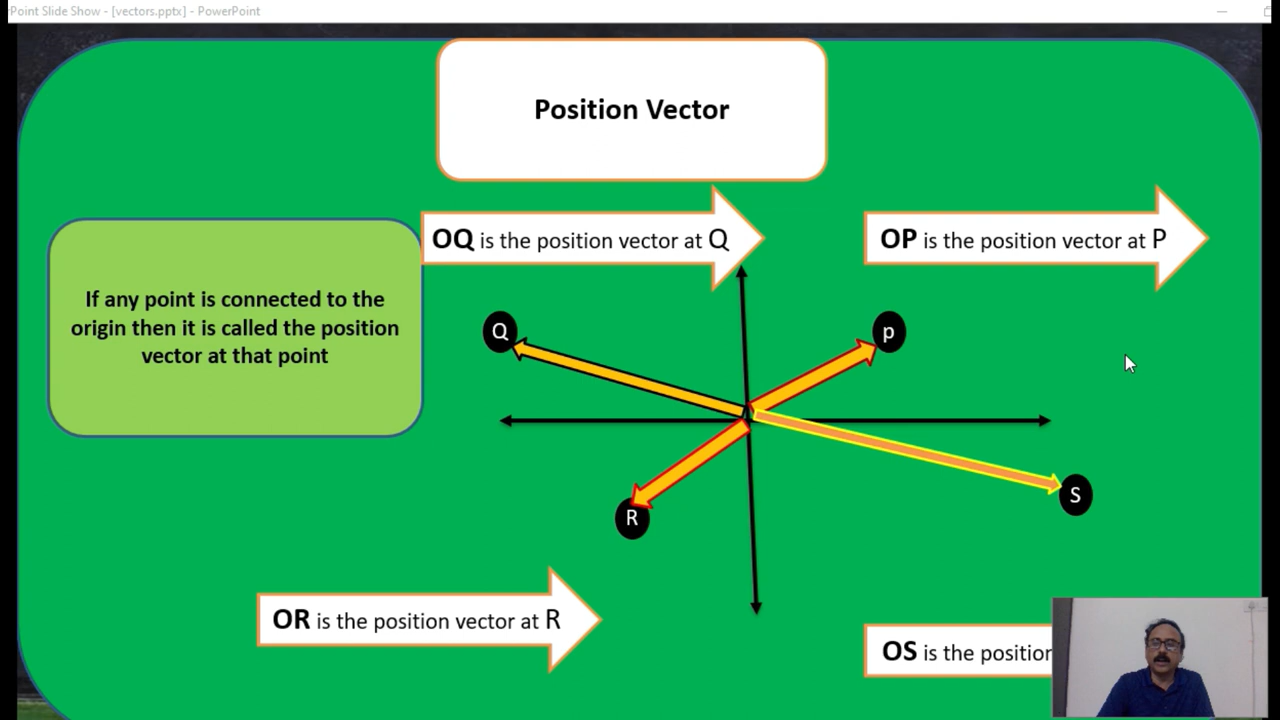 Point Slide Show - [vectors.pptx] - PowerPoint
Position Vector
OQ is the position vector at Q
OP is the position vector at P
If any point is connected to the
origin then it is called the position
vector at that point
Q
p
S
R
OR is the position vector at R
OS is the position